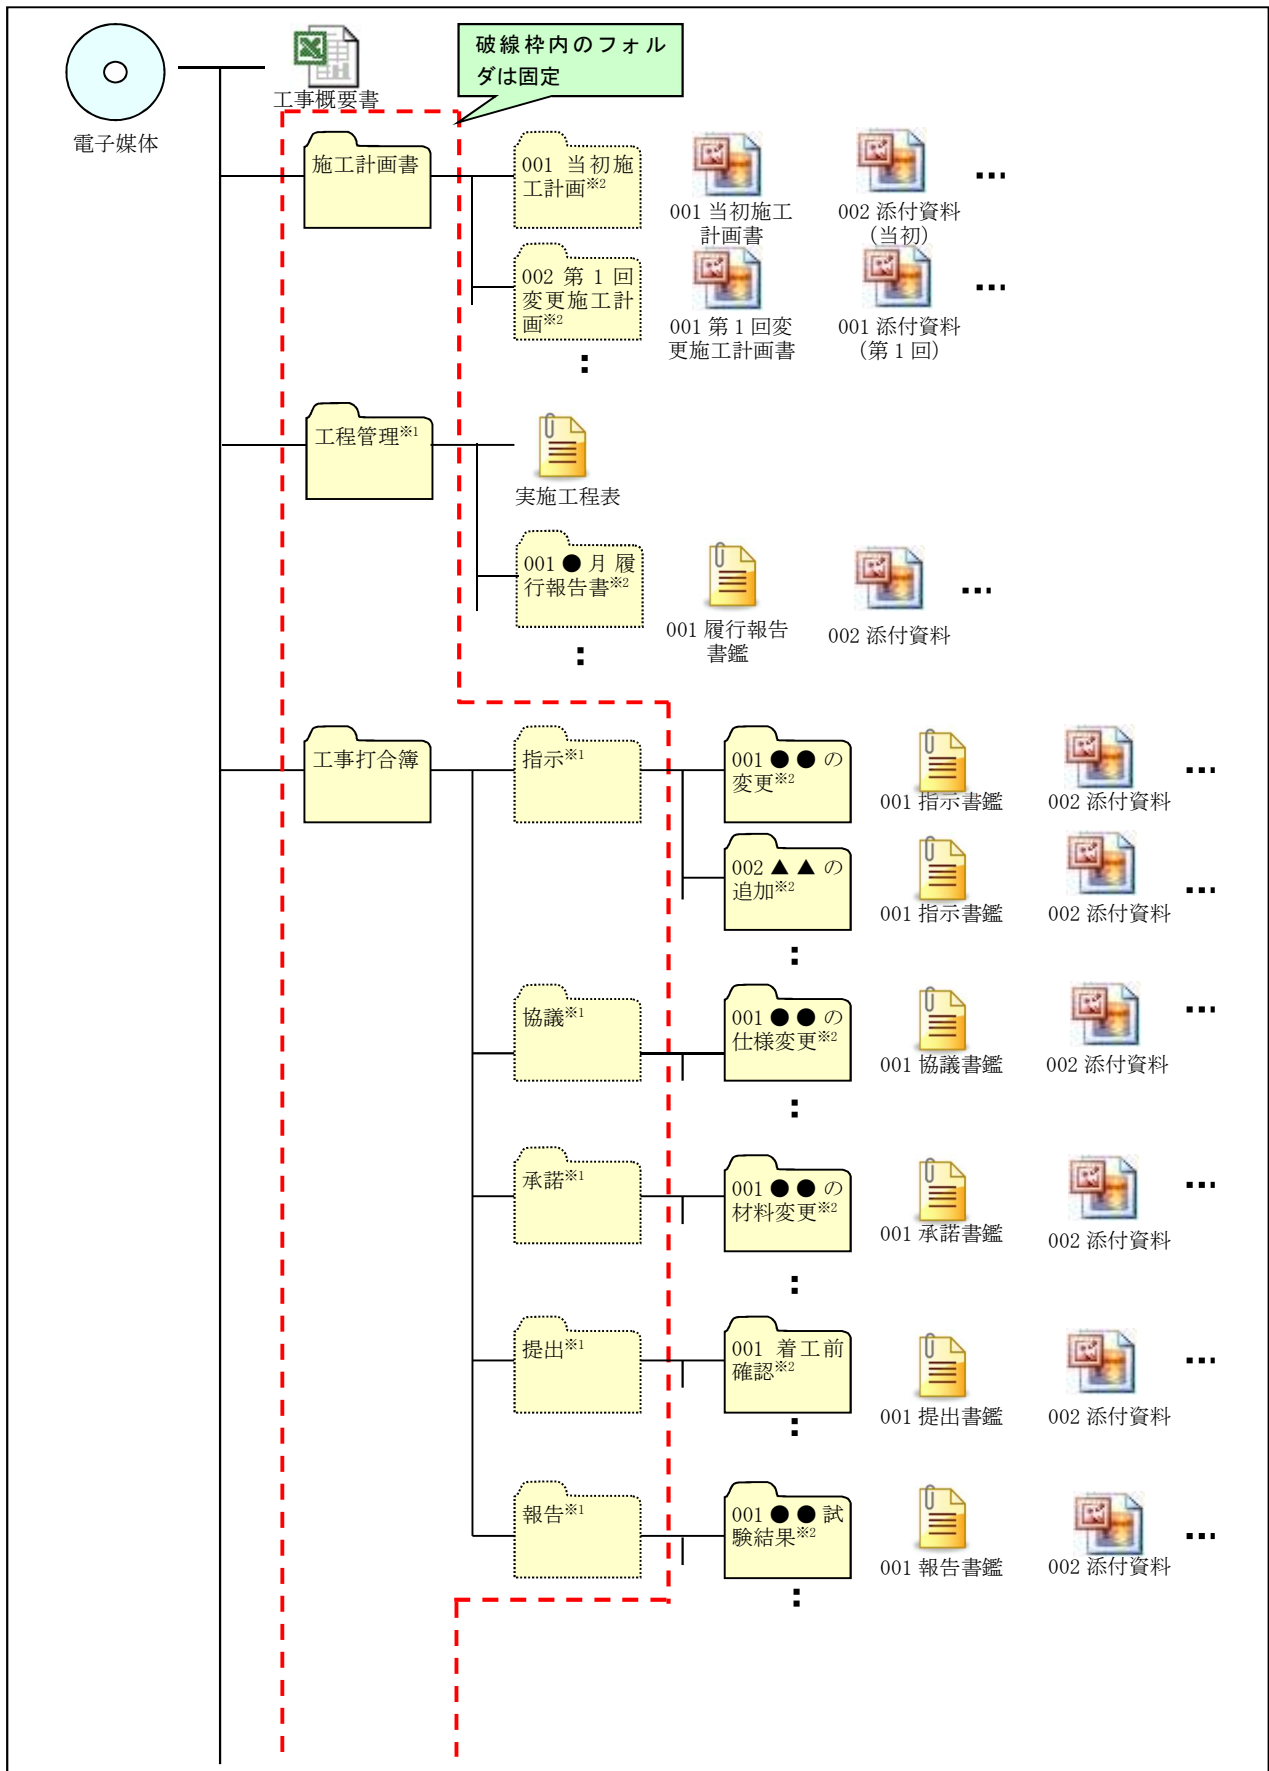 破線枠内のフォル
ダは固定
工事概要書
電子媒体
施工計画書
001 当初施
工計画※2
001 当初施工
計画書
002 添付資料
(当初)
002 第 1 回
変更施工計
画※2
001 第 1 回変
更施工計画書
001 添付資料
(第 1 回)
:
工程管理※1
実施工程表
001 ● 月 履
行報告書※2
001 履行報告
書鑑
002 添付資料
:
工事打合簿
指示※1
001 ● ● の
変更※2
001 指示書鑑
002 添付資料
002 ▲ ▲ の
追加※2
001 指示書鑑
002 添付資料
:
協議※1
001 ● ● の
仕様変更※2
001 協議書鑑
002 添付資料
:
承諾※1
001 ● ● の
材料変更※2
001 承諾書鑑
002 添付資料
:
提出※1
001 着工前
確認※2
001 提出書鑑
002 添付資料
:
報告※1
001 ● ● 試
験結果※2
001 報告書鑑
002 添付資料
: